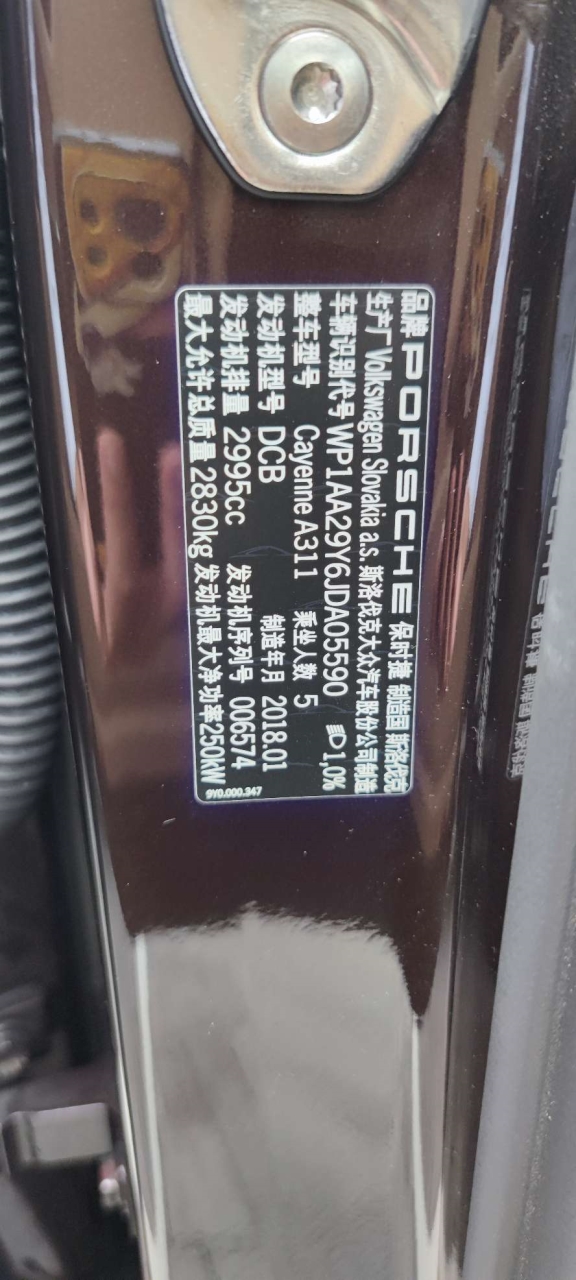 品牌 PORSCHE 保时捷 制造国 斯洛伐克
生产厂 Volkswagen Slovakia a.s. 斯洛伐克大众汽车股份公司制造
车辆识别代号 WP1AA29Y6JDA05590 1,0%
整车型号 Cayenne A311 乘坐人数 5
发动机型号 DCB 制造年月 2018.01
发动机排量 2995cc 发动机序列号 006574
最大允许总质量 2830kg 发动机最大净功率 250kW
9Y0.000.347